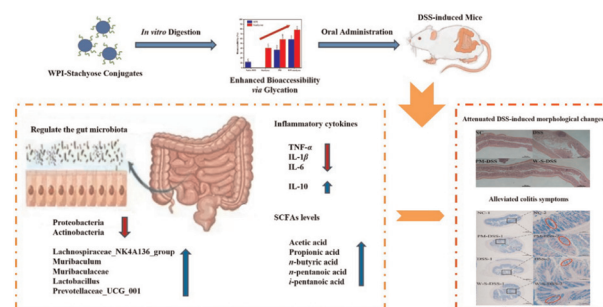 In vitro Digestion
Oral Administration
DSS-induced Mice
WPI-Stachyose Conjugates
Enhanced Bioaccessibility
via Glycation
Regulate the gut microbiota
Proteobacteria
Actinobacteria
Lachnospiraceae_NK4A136_group
Muribaculum
Muribaculaceae
Lactobacillus
Prevotellaceae_UCG_001
Inflammatory cytokines
TNF-α
IL-1β
IL-6
IL-10
SCFAs levels
Acetic acid
Propionic acid
n-butyric acid
n-pentanoic acid
i-pentanoic acid
Attenuated DSS-induced morphological changes
NC
DSS
Alleviated colitis symptoms